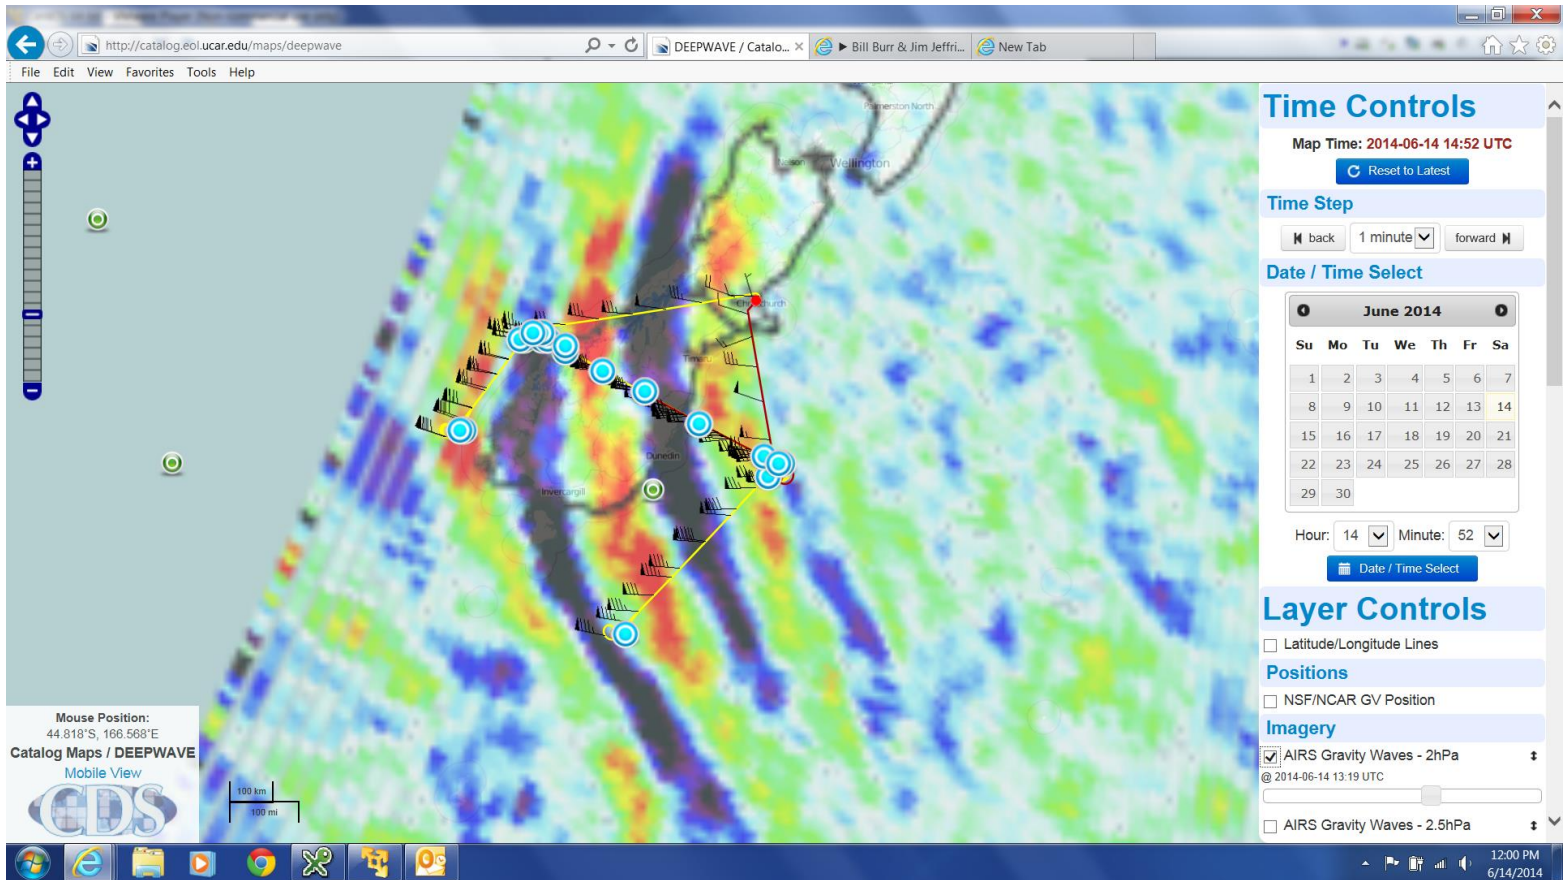 http://catalog.eol.ucar.edu/maps/deepwave
DEEPWAVE / Catalo...
Bill Burr & Jim Jeffri...
New Tab
File Edit View Favorites Tools Help
Palmerston North
Nelson
Wellington
Christchurch
Timaru
Dunedin
Invercargill
Mouse Position:
44.818°S, 166.568°E
Catalog Maps / DEEPWAVE
Mobile View
CDS
100 km
100 mi
Time Controls
Map Time: 2014-06-14 14:52 UTC
Reset to Latest
Time Step
back 1 minute forward
Date / Time Select
June 2014
Su Mo Tu We Th Fr Sa
1 2 3 4 5 6 7
8 9 10 11 12 13 14
15 16 17 18 19 20 21
22 23 24 25 26 27 28
29 30
Hour: 14 Minute: 52
Date / Time Select
Layer Controls
Latitude/Longitude Lines
Positions
NSF/NCAR GV Position
Imagery
AIRS Gravity Waves - 2hPa
@ 2014-06-14 13:19 UTC
AIRS Gravity Waves - 2.5hPa
12:00 PM
6/14/2014